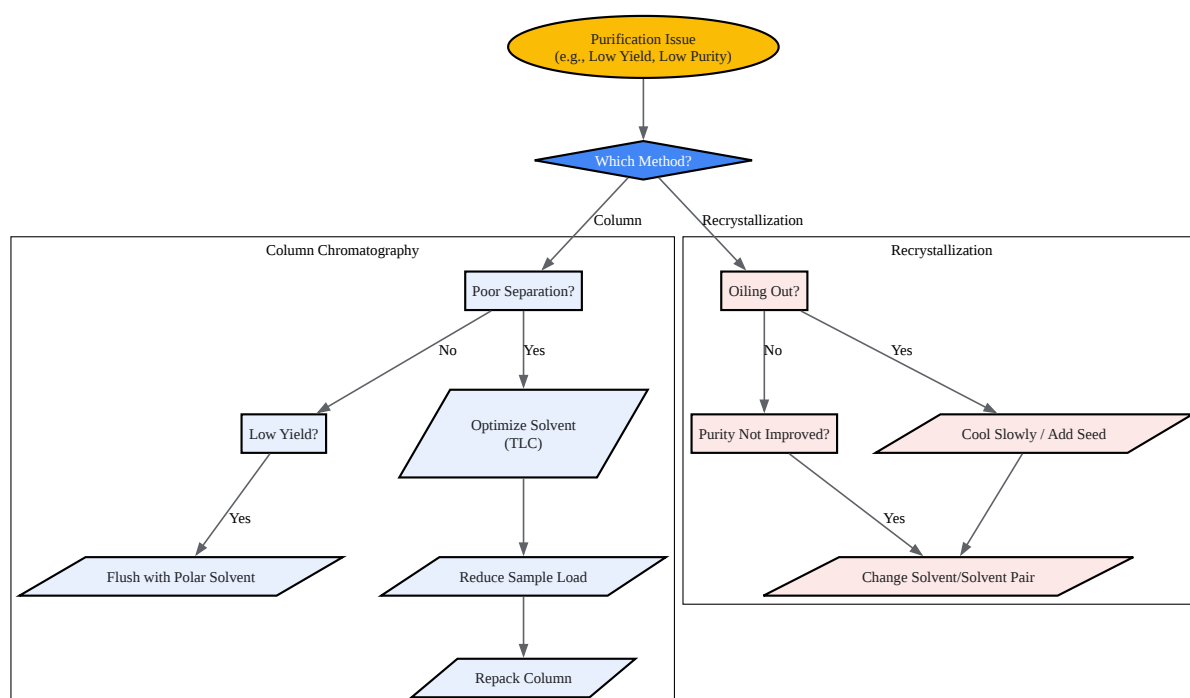 Purification Issue
(e.g., Low Yield, Low Purity)
Which Method?
Column
Recrystallization
Column Chromatography
Recrystallization
Poor Separation?
Oiling Out?
No
Yes
No
Yes
Low Yield?
Optimize Solvent
(TLC)
Purity Not Improved?
Cool Slowly / Add Seed
Yes
Yes
Flush with Polar Solvent
Reduce Sample Load
Change Solvent/Solvent Pair
Repack Column